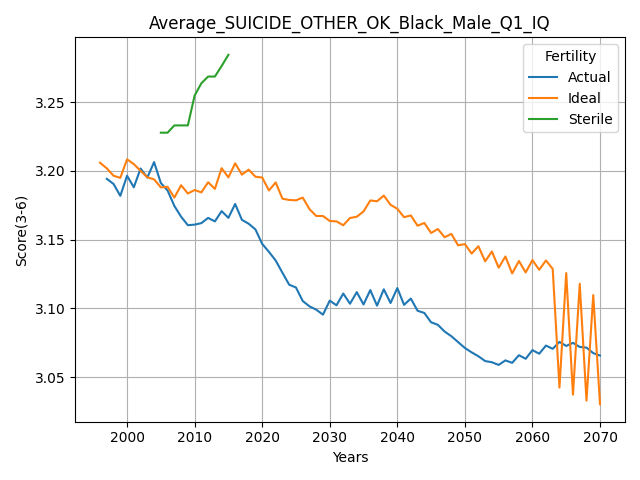 Average_SUICIDE_OTHER_OK_Black_Male_Q1_IQ
Fertility
Actual
Ideal
Sterile
Score(3-6)
3.25
3.20
3.15
3.10
3.05
2000 2010 2020 2030 2040 2050 2060 2070
Years